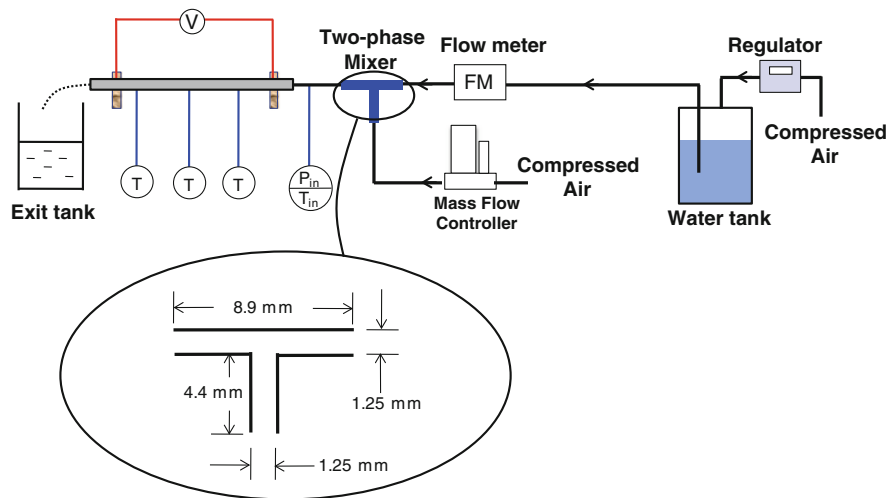 V
Two-phase
Mixer
Flow meter
Regulator
FM
Compressed
Air
T
T
T
P_in
T_in
Exit tank
Mass Flow
Controller
Compressed
Air
Water tank
8.9 mm
4.4 mm
1.25 mm
1.25 mm